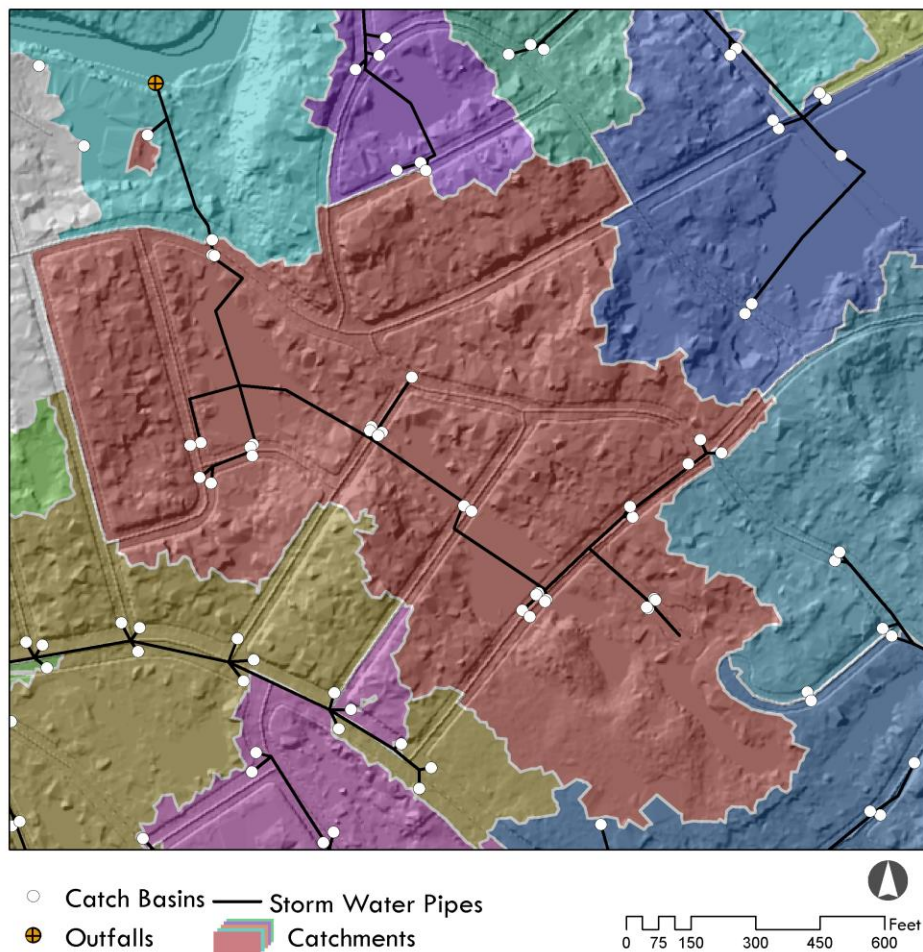 Catch Basins
Storm Water Pipes
Outfalls
Catchments
Feet
0 75 150 300 450 600